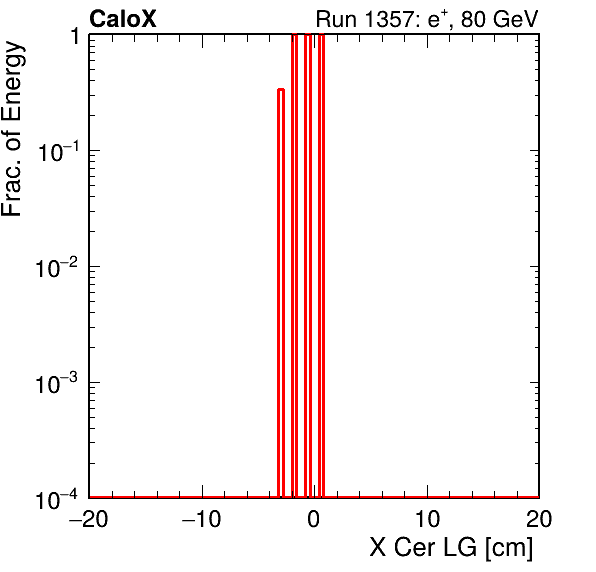 CaloX Run 1357: e⁺, 80 GeV
Frac. of Energy
1
10⁻¹
10⁻²
10⁻³
10⁻⁴
−20 −10 0 10 20
X Cer LG [cm]